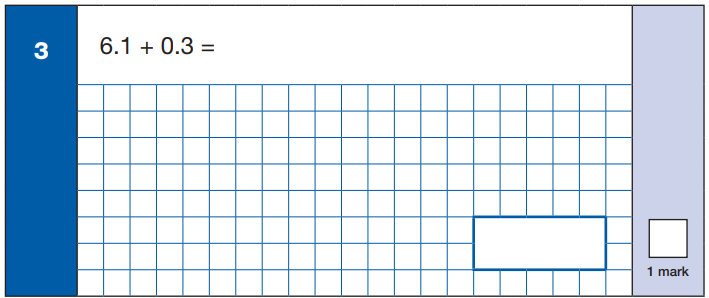 3
6.1 + 0.3 =
1 mark